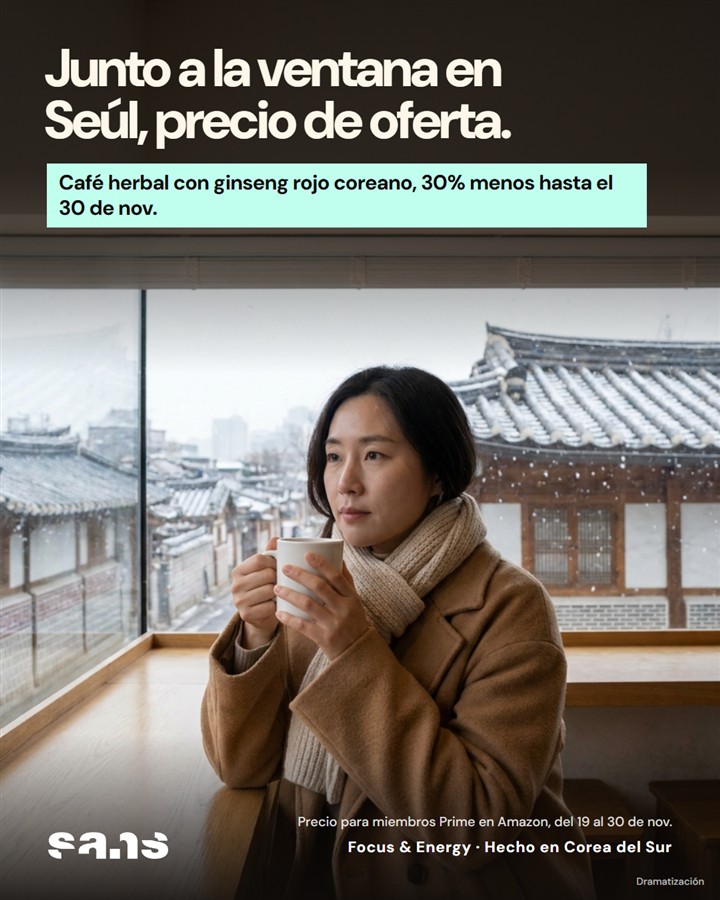 Junto a la ventana en
Seúl, precio de oferta.
Café herbal con ginseng rojo coreano, 30% menos hasta el
30 de nov.
Precio para miembros Prime en Amazon, del 19 al 30 de nov.
sans
Focus & Energy · Hecho en Corea del Sur
Dramatización